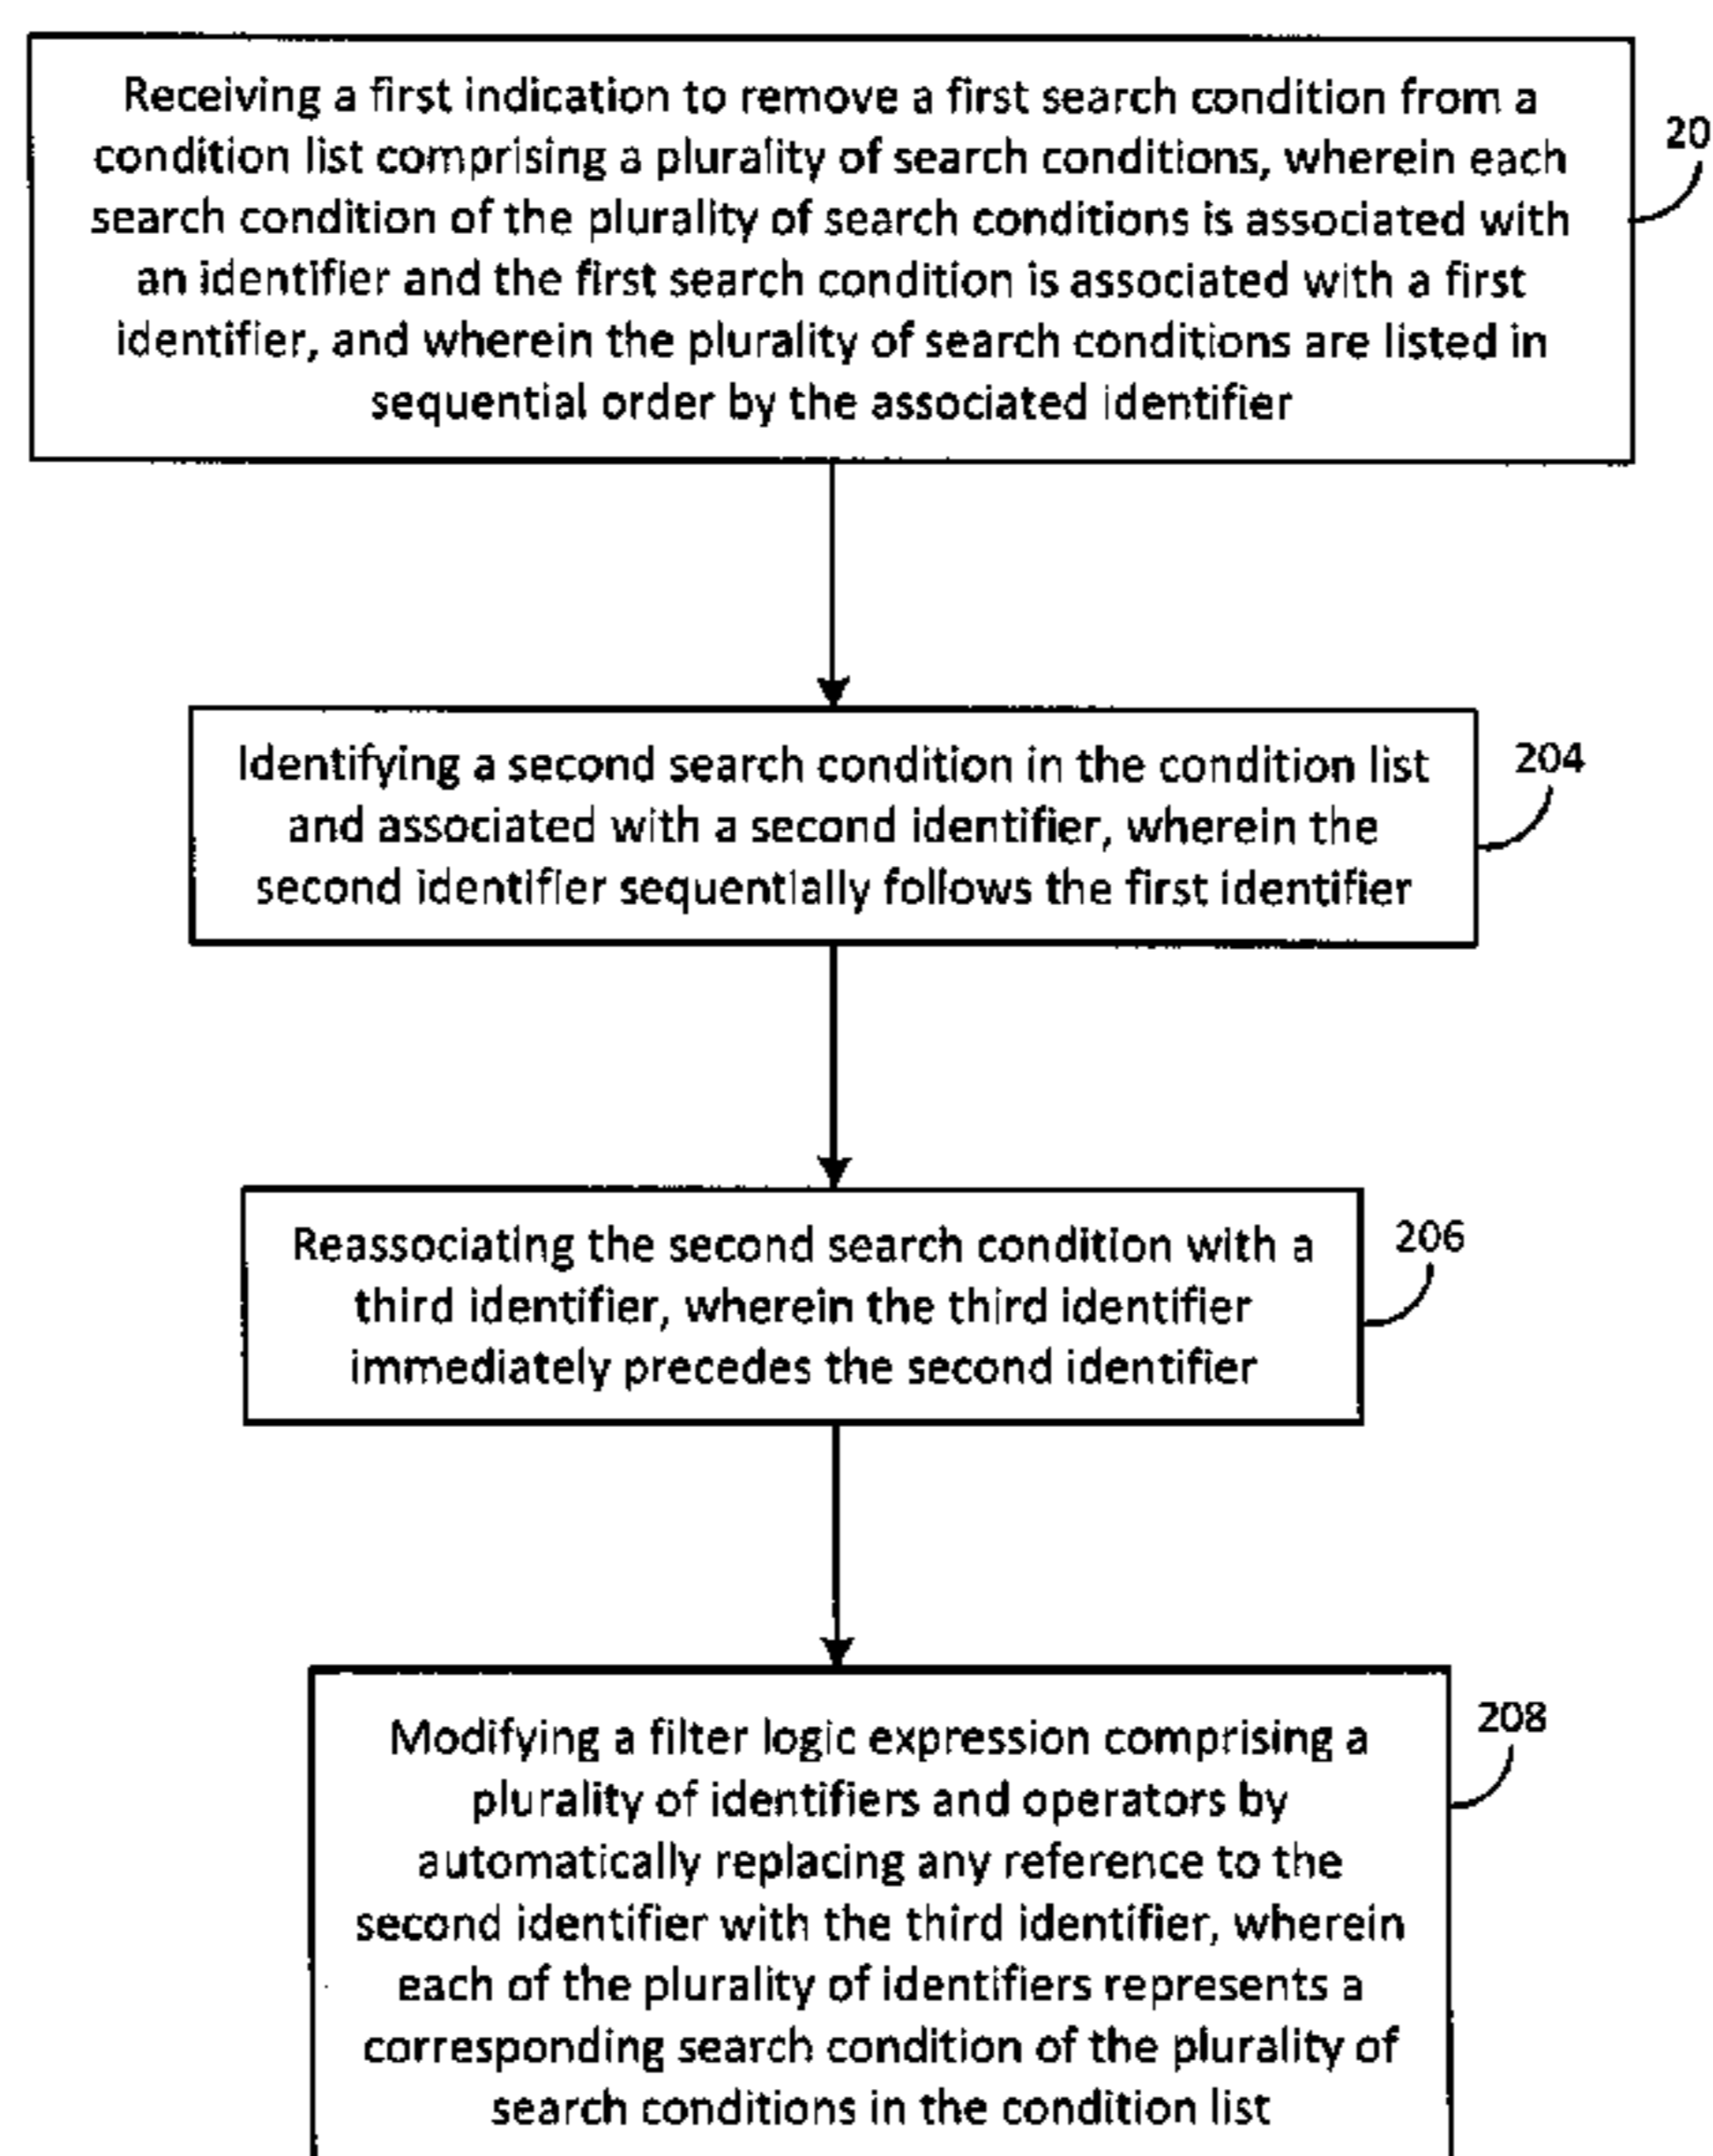 Receiving a first indication to remove a first search condition from a
condition list comprising a plurality of search conditions, wherein each
search condition of the plurality of search conditions is associated with
an identifier and the first search condition is associated with a first
identifier, and wherein the plurality of search conditions are listed in
sequential order by the associated identifier
20
Identifying a second search condition in the condition list
and associated with a second identifier, wherein the
second identifier sequentially follows the first identifier
204
Reassociating the second search condition with a
third identifier, wherein the third identifier
immediately precedes the second identifier
206
Modifying a filter logic expression comprising a
plurality of identifiers and operators by
automatically replacing any reference to the
second identifier with the third identifier, wherein
each of the plurality of identifiers represents a
corresponding search condition of the plurality of
search conditions in the condition list
208